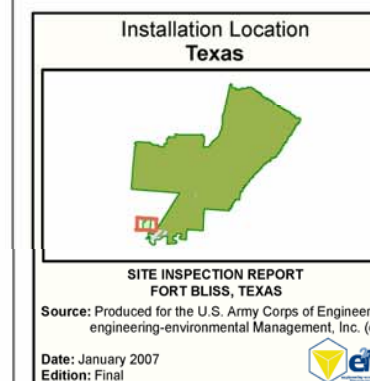 Installation Location
Texas
SITE INSPECTION REPORT
FORT BLISS, TEXAS
Source: Produced for the U.S. Army Corps of Engineer
engineering-environmental Management, Inc. (
Date: January 2007
Edition: Final